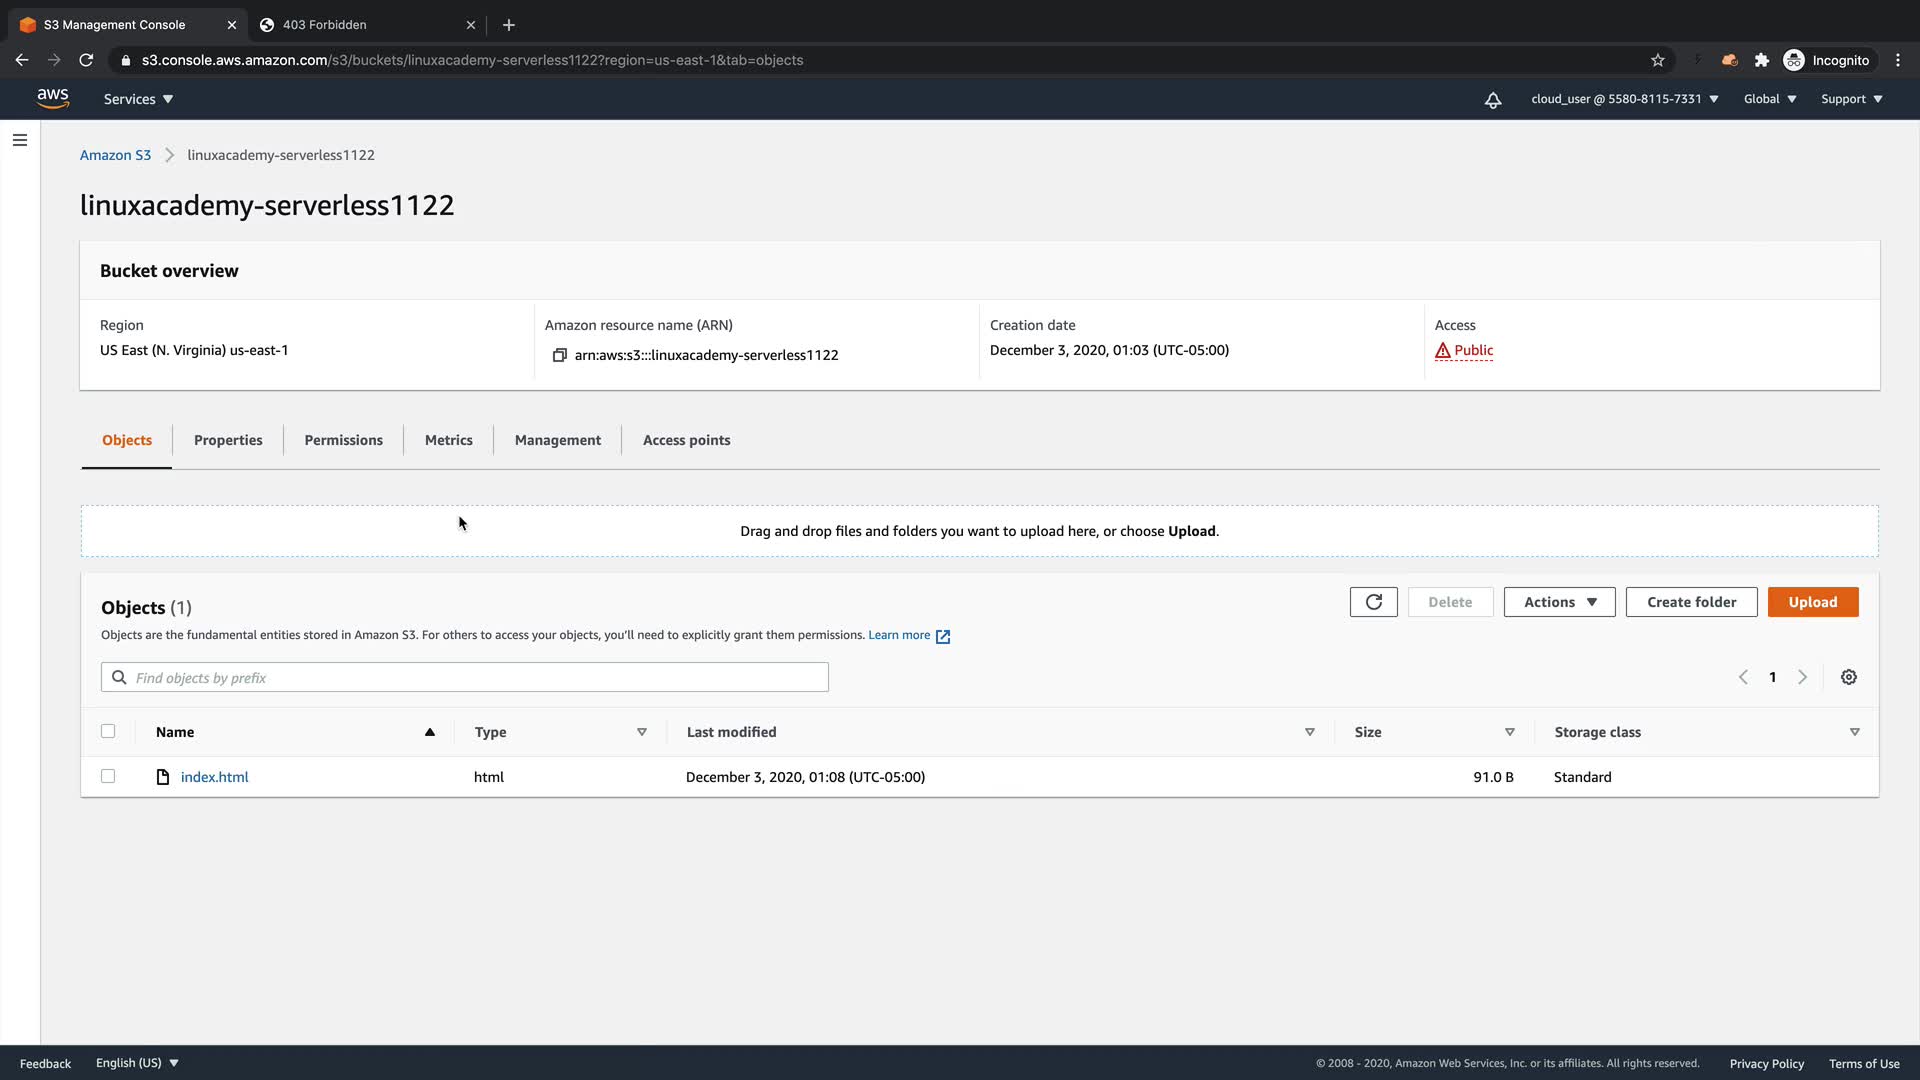 S3 Management Console
403 Forbidden
s3.console.aws.amazon.com/s3/buckets/linuxacademy-serverless1122?region=us-east-1&tab=objects
Incognito
aws
Services
cloud_user @ 5580-8115-7331
Global
Support
Amazon S3
linuxacademy-serverless1122
linuxacademy-serverless1122
Bucket overview
Region
Amazon resource name (ARN)
Creation date
Access
US East (N. Virginia) us-east-1
arn:aws:s3:::linuxacademy-serverless1122
December 3, 2020, 01:03 (UTC-05:00)
Public
Objects
Properties
Permissions
Metrics
Management
Access points
Drag and drop files and folders you want to upload here, or choose Upload.
Objects (1)
Delete
Actions
Create folder
Upload
Objects are the fundamental entities stored in Amazon S3. For others to access your objects, you'll need to explicitly grant them permissions. Learn more
Find objects by prefix
1
Name
Type
Last modified
Size
Storage class
index.html
html
December 3, 2020, 01:08 (UTC-05:00)
91.0 B
Standard
Feedback
English (US)
© 2008 - 2020, Amazon Web Services, Inc. or its affiliates. All rights reserved.
Privacy Policy
Terms of Use